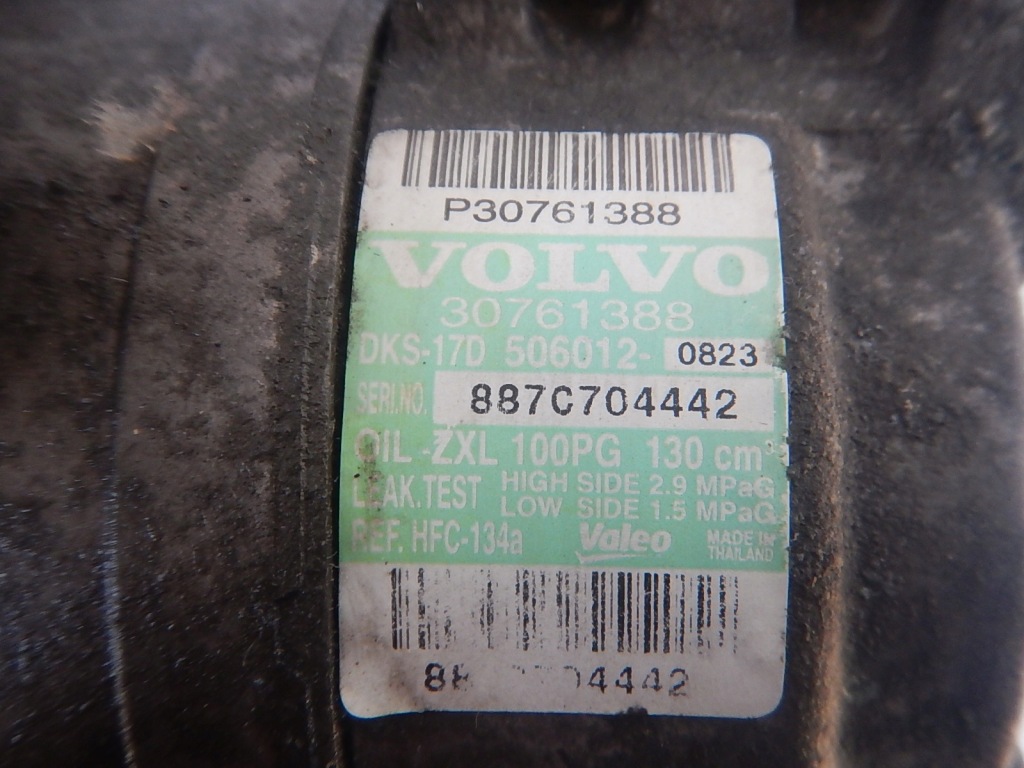 P30761388
VOLVO
30761388
DKS-17D 506012- 0823
SERI.NO. 887C704442
OIL -ZXL 100PG 130 cm³
LEAK.TEST HIGH SIDE 2.9 MPaG
LOW SIDE 1.5 MPaG
REF. HFC-134a Valeo MADE IN
THAILAND